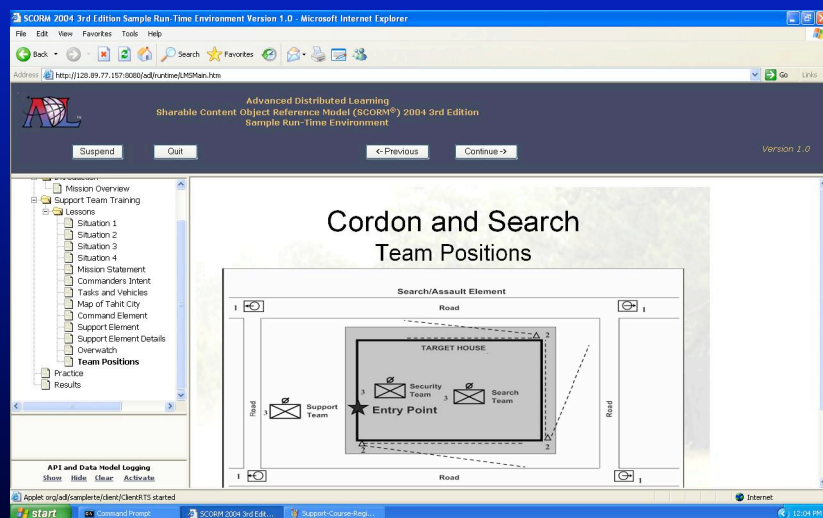 SCORM 2004 3rd Edition Sample Run-Time Environment Version 1.0 - Microsoft Internet Explorer
File Edit View Favorites Tools Help
Back Search Favorites
Address http://128.89.77.157:8080/adl/runtime/LMSMain.htm Go Links
Advanced Distributed Learning
Sharable Content Object Reference Model (SCORM®) 2004 3rd Edition
Sample Run-Time Environment
ADL
Suspend Quit <- Previous Continue -> Version 1.0
Introduction
Mission Overview
Support Team Training
Lessons
Situation 1
Situation 2
Situation 3
Situation 4
Mission Statement
Commanders Intent
Tasks and Vehicles
Map of Tahit City
Command Element
Support Element
Support Element Details
Overwatch
Team Positions
Practice
Results
API and Data Model Logging
Show Hide Clear Activate
Cordon and Search
Team Positions
Search/Assault Element
1 Road 1
2
TARGET HOUSE
3 Security Team
3 Search Team
Road
3 Support Team
Entry Point
Road
2 2
1 Road 1
Applet org/adl/samplerte/client/ClientRTS started Internet
start Command Prompt SCORM 2004 3rd Edit... Support-Course-Regi... 12:04 PM